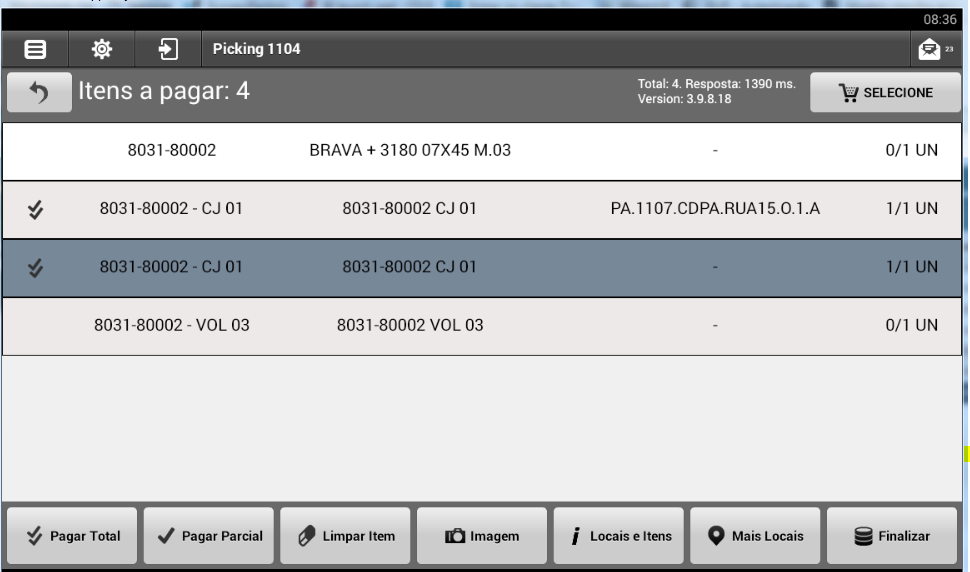 08:36
Picking 1104
23
Itens a pagar: 4
Total: 4. Resposta: 1390 ms.
Version: 3.9.8.18
SELECIONE
8031-80002 BRAVA + 3180 07X45 M.03 - 0/1 UN
8031-80002 - CJ 01 8031-80002 CJ 01 PA.1107.CDPA.RUA15.O.1.A 1/1 UN
8031-80002 - CJ 01 8031-80002 CJ 01 - 1/1 UN
8031-80002 - VOL 03 8031-80002 VOL 03 - 0/1 UN
Pagar Total Pagar Parcial Limpar Item Imagem Locais e Itens Mais Locais Finalizar